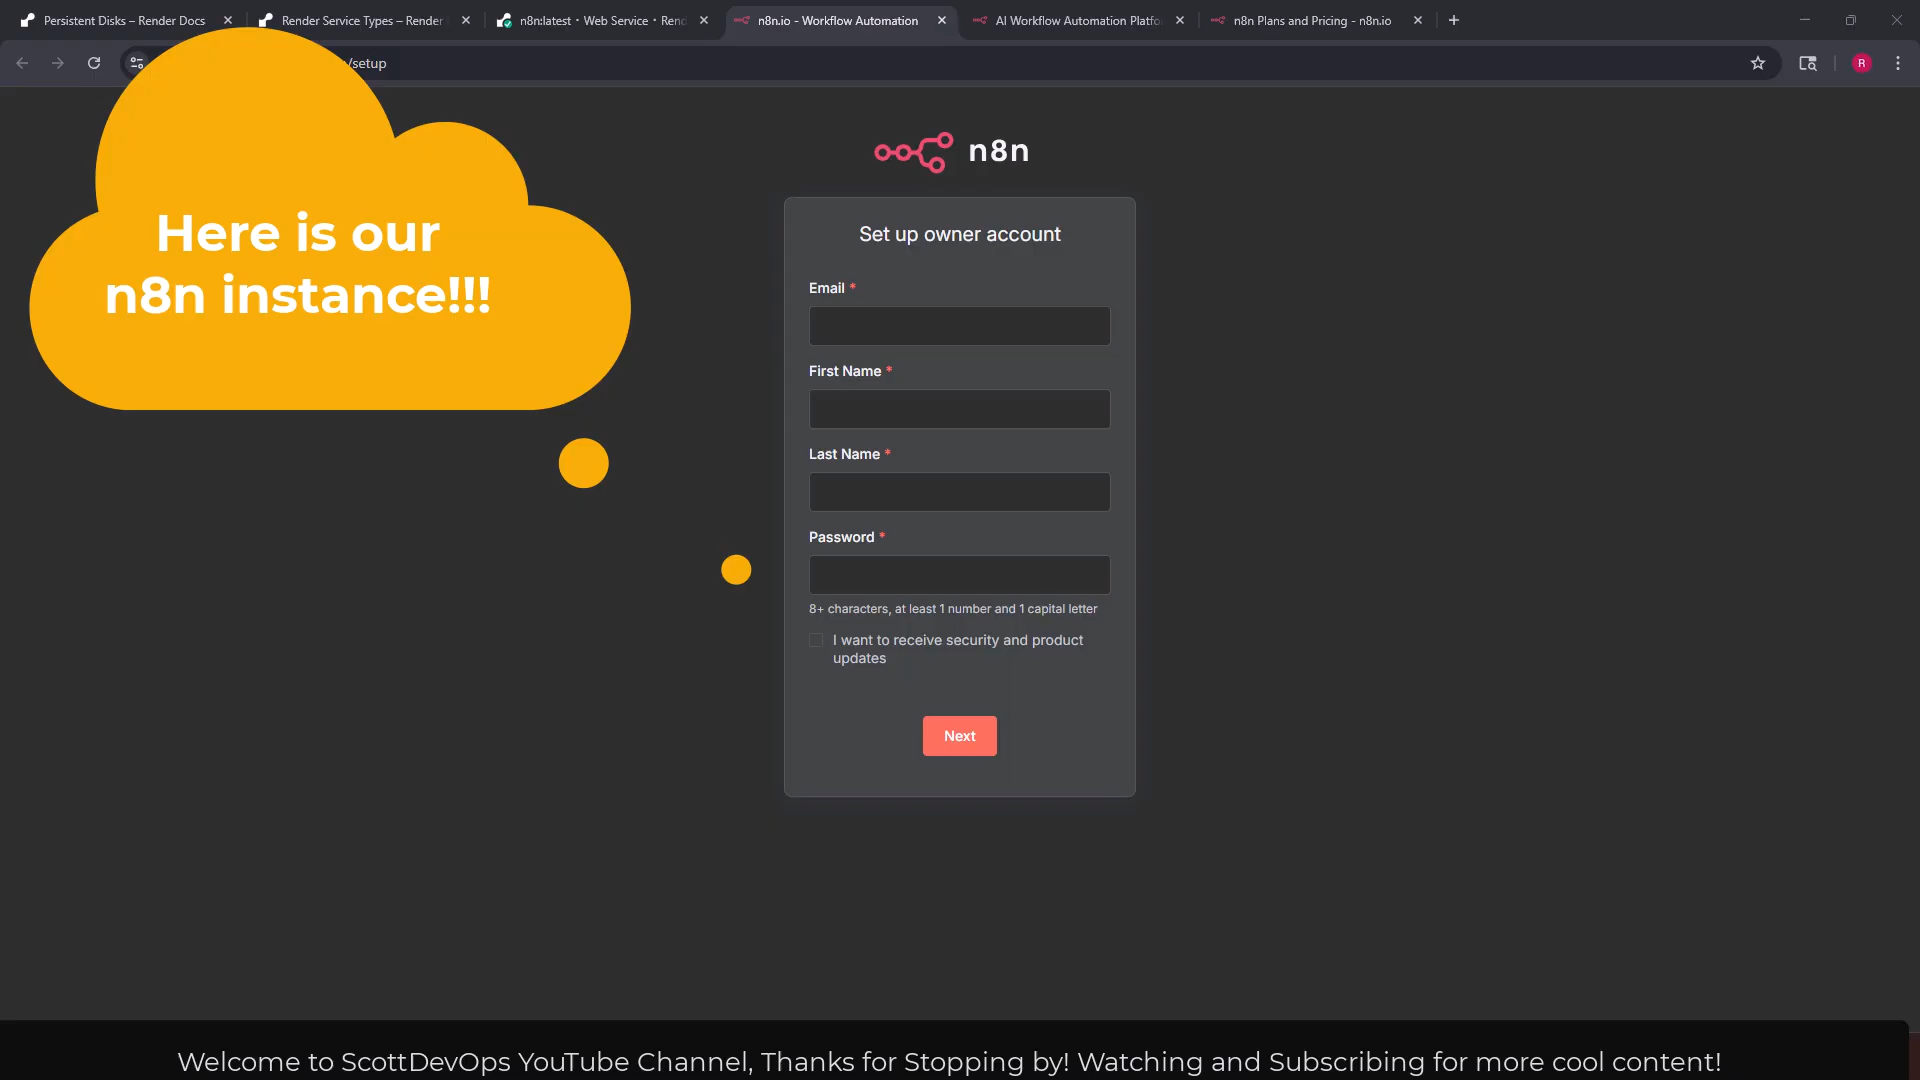 Persistent Disks – Render Docs
Render Service Types – Render
n8n:latest • Web Service • Rend
n8n.io - Workflow Automation
AI Workflow Automation Platfo
n8n Plans and Pricing - n8n.io
/setup
R
n8n
Here is our
n8n instance!!!
Set up owner account
Email *
First Name *
Last Name *
Password *
8+ characters, at least 1 number and 1 capital letter
I want to receive security and product
updates
Next
Welcome to ScottDevOps YouTube Channel, Thanks for Stopping by! Watching and Subscribing for more cool content!